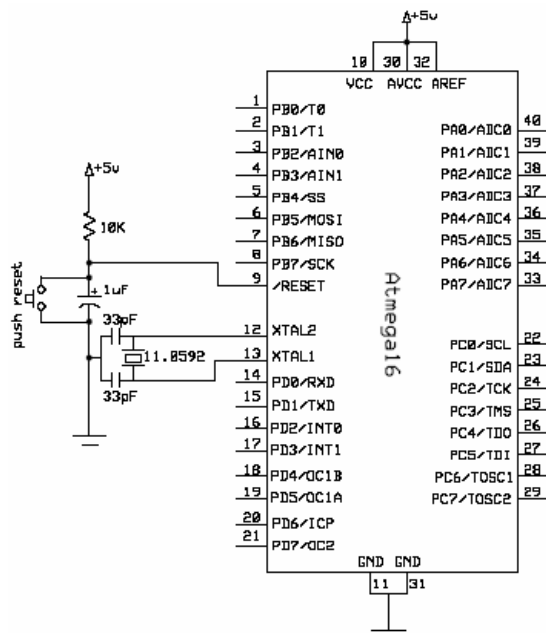 +5v
10 30 32
VCC AVCC AREF
1 PB0/T0
2 PB1/T1
3 PB2/AIN0
4 PB3/AIN1
5 PB4/SS
6 PB5/MOSI
7 PB6/MISO
8 PB7/SCK
9 /RESET
12 XTAL2
13 XTAL1
14 PD0/RXD
15 PD1/TXD
16 PD2/INT0
17 PD3/INT1
18 PD4/OC1B
19 PD5/OC1A
20 PD6/ICP
21 PD7/OC2
PA0/ADC0 40
PA1/ADC1 39
PA2/ADC2 38
PA3/ADC3 37
PA4/ADC4 36
PA5/ADC5 35
PA6/ADC6 34
PA7/ADC7 33
PC0/SCL 22
PC1/SDA 23
PC2/TCK 24
PC3/TMS 25
PC4/TDO 26
PC5/TDI 27
PC6/TOSC1 28
PC7/TOSC2 29
Atmega16
GND GND
11 31
+5v
10K
+ 1uF
push reset
33pF
11.0592
33pF